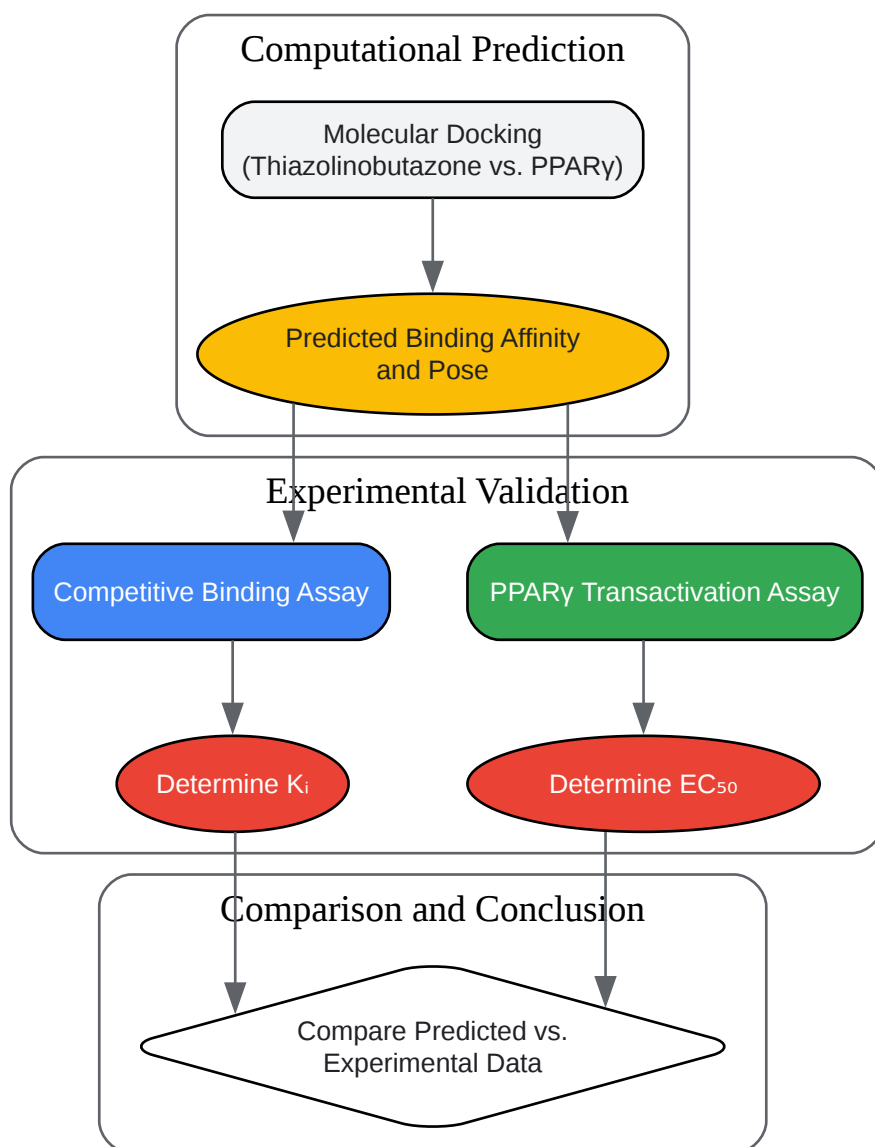 Computational Prediction
Molecular Docking
(Thiazolinobutazone vs. PPARγ)
Predicted Binding Affinity
and Pose
Experimental Validation
Competitive Binding Assay
PPARγ Transactivation Assay
Determine Kᵢ
Determine EC₅₀
Comparison and Conclusion
Compare Predicted vs.
Experimental Data